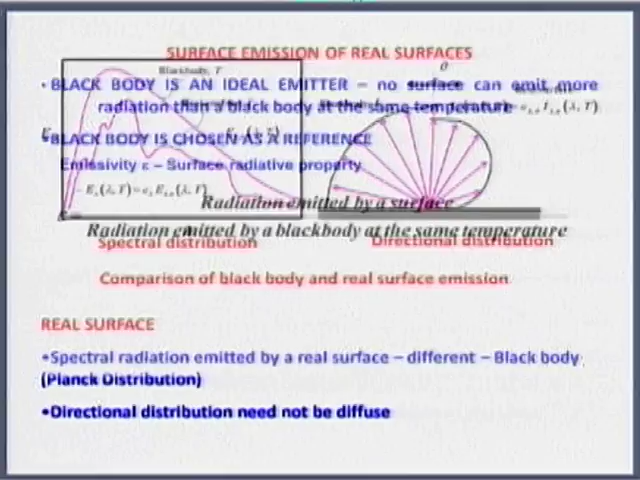 SURFACE EMISSION OF REAL SURFACES
Blackbody, T
θ
• BLACK BODY IS AN IDEAL EMITTER – no surface can emit more
radiation than a black body at the same temperature
•BLACK BODY IS CHOSEN AS A REFERENCE
Emissivity ε – Surface radiative property
Radiation emitted by a surface
Radiation emitted by a blackbody at the same temperature
Spectral distribution
Directional distribution
Comparison of black body and real surface emission
REAL SURFACE
•Spectral radiation emitted by a real surface – different – Black body
(Planck Distribution)
•Directional distribution need not be diffuse